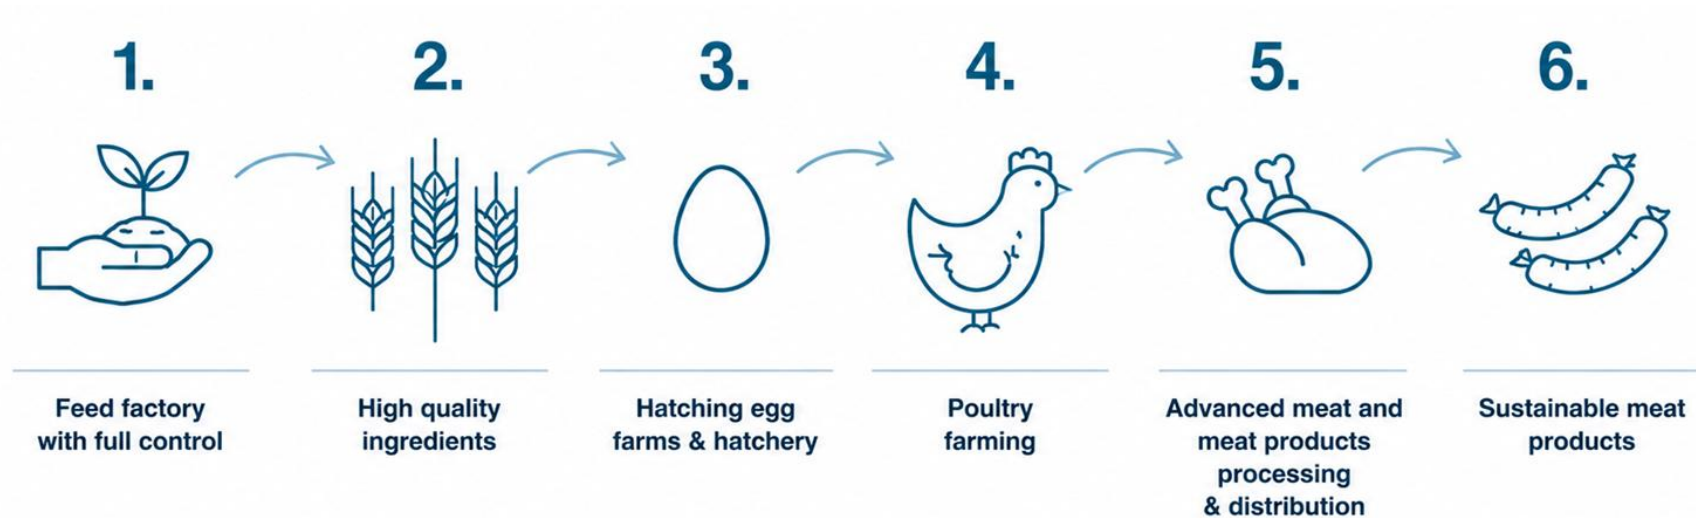 1.
2.
3.
4.
5.
6.
Feed factory
with full control
High quality
ingredients
Hatching egg
farms & hatchery
Poultry
farming
Advanced meat and
meat products
processing
& distribution
Sustainable meat
products